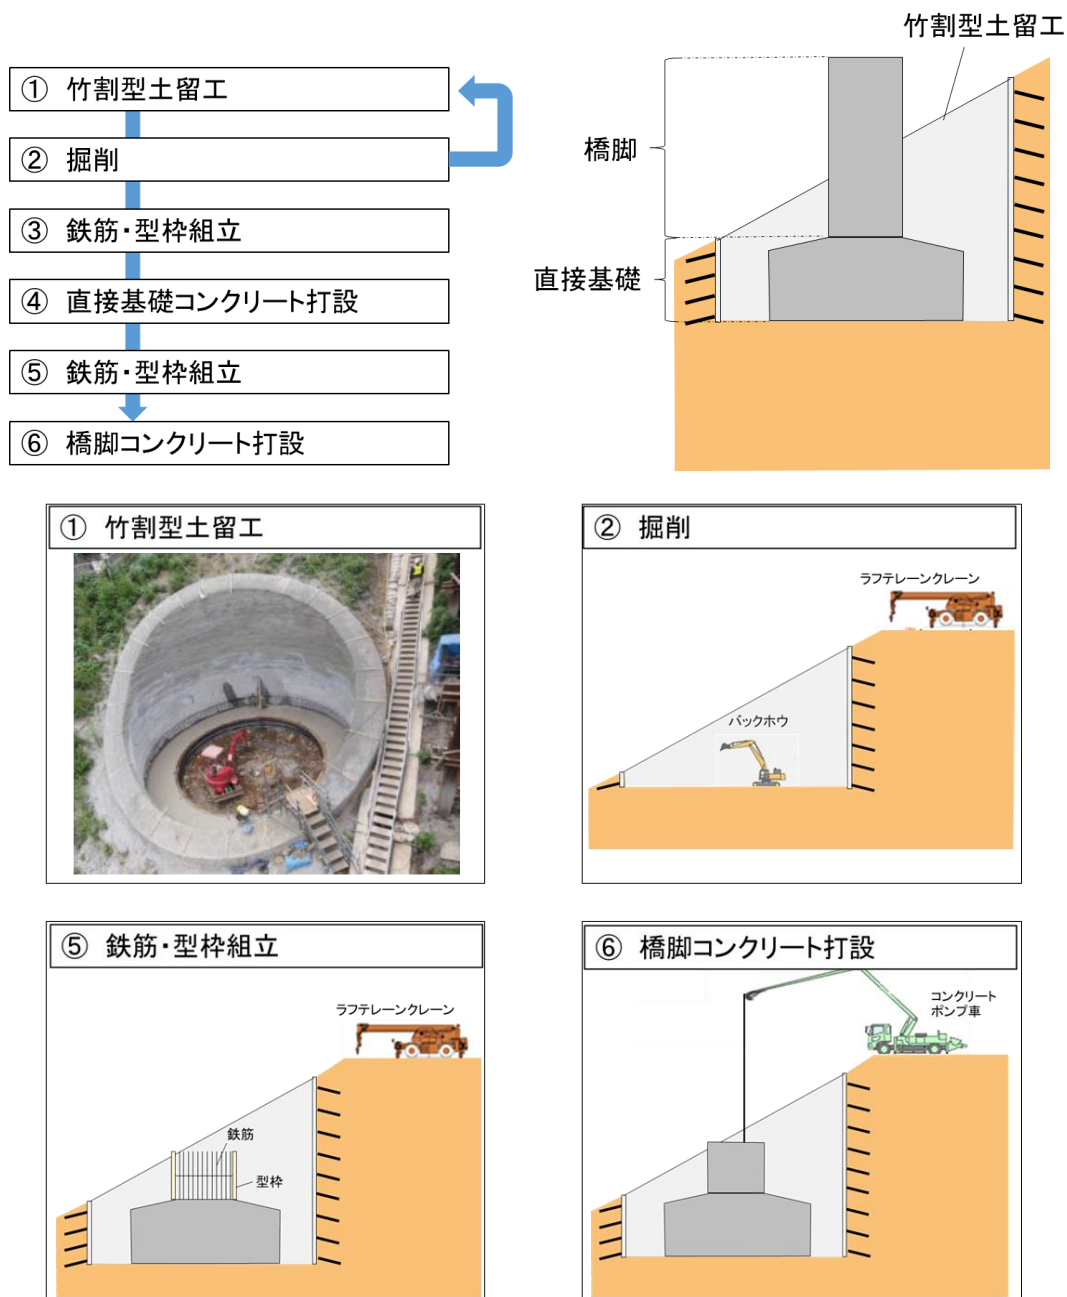 竹割型土留工
① 竹割型土留工
② 掘削
③ 鉄筋・型枠組立
④ 直接基礎コンクリート打設
⑤ 鉄筋・型枠組立
⑥ 橋脚コンクリート打設
橋脚
直接基礎
① 竹割型土留工
② 掘削
ラフテレーンクレーン
バックホウ
⑤ 鉄筋・型枠組立
ラフテレーンクレーン
鉄筋
型枠
⑥ 橋脚コンクリート打設
コンクリート
ポンプ車